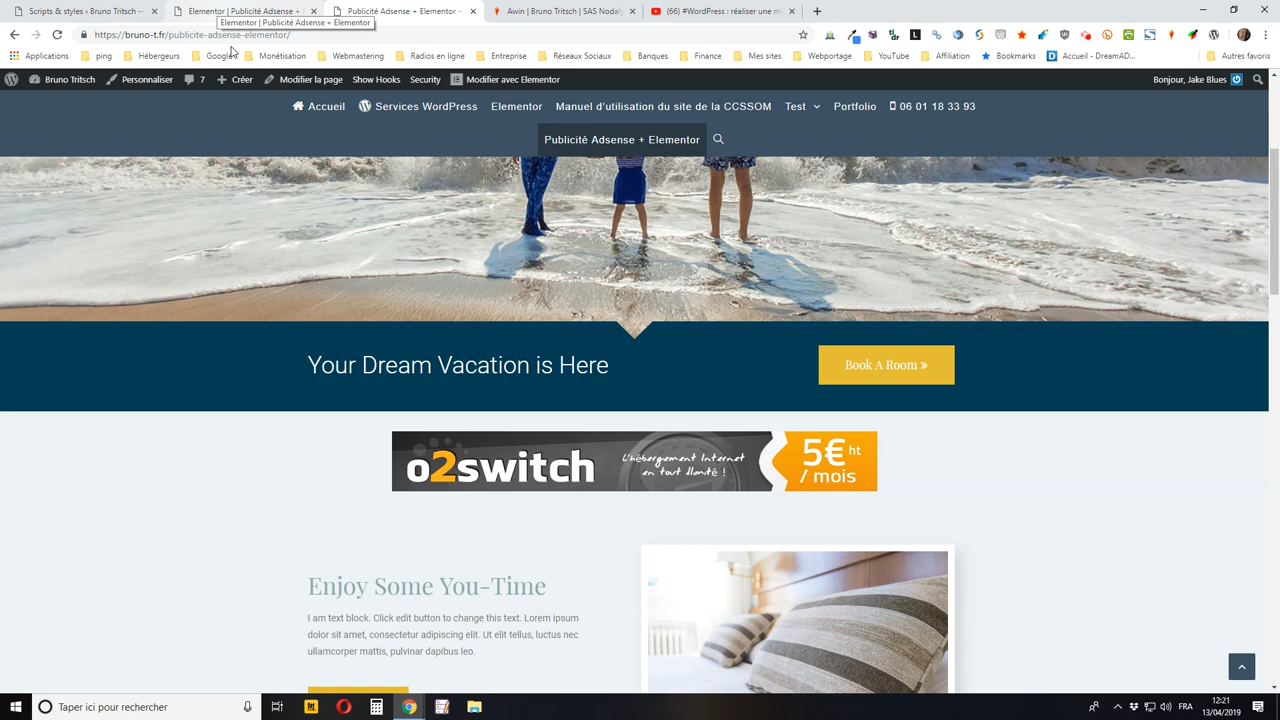 Scripts & styles ‹ Bruno Tritsch —
Elementor | Publicité Adsense + E
Publicité Adsense + Elementor –
Awin | Bruno Tritsch | SAS Nodal
(66) #WordPress : réaliser une mi
Elementor | Publicité Adsense + Elementor
https://bruno-t.fr/publicite-adsense-elementor/
Applications
ping
Hébergeurs
Google
Monétisation
Webmastering
Radios en ligne
Entreprise
Réseaux Sociaux
Banques
Finance
Mes sites
Webportage
YouTube
Affiliation
Bookmarks
Accueil - DreamAD...
Autres favoris
Bruno Tritsch
Personnaliser
7
Créer
Modifier la page
Show Hooks
Security
Modifier avec Elementor
Bonjour, Jake Blues
Accueil
Services WordPress
Elementor
Manuel d'utilisation du site de la CCSSOM
Test
Portfolio
06 01 18 33 93
Publicité Adsense + Elementor
Your Dream Vacation is Here
Book A Room »
o2switch
L'hébergement Internet
en tout Ilimité !
5€ ht
/ mois
Enjoy Some You-Time
I am text block. Click edit button to change this text. Lorem ipsum
dolor sit amet, consectetur adipiscing elit. Ut elit tellus, luctus nec
ullamcorper mattis, pulvinar dapibus leo.
Taper ici pour rechercher
FRA
12:21
13/04/2019